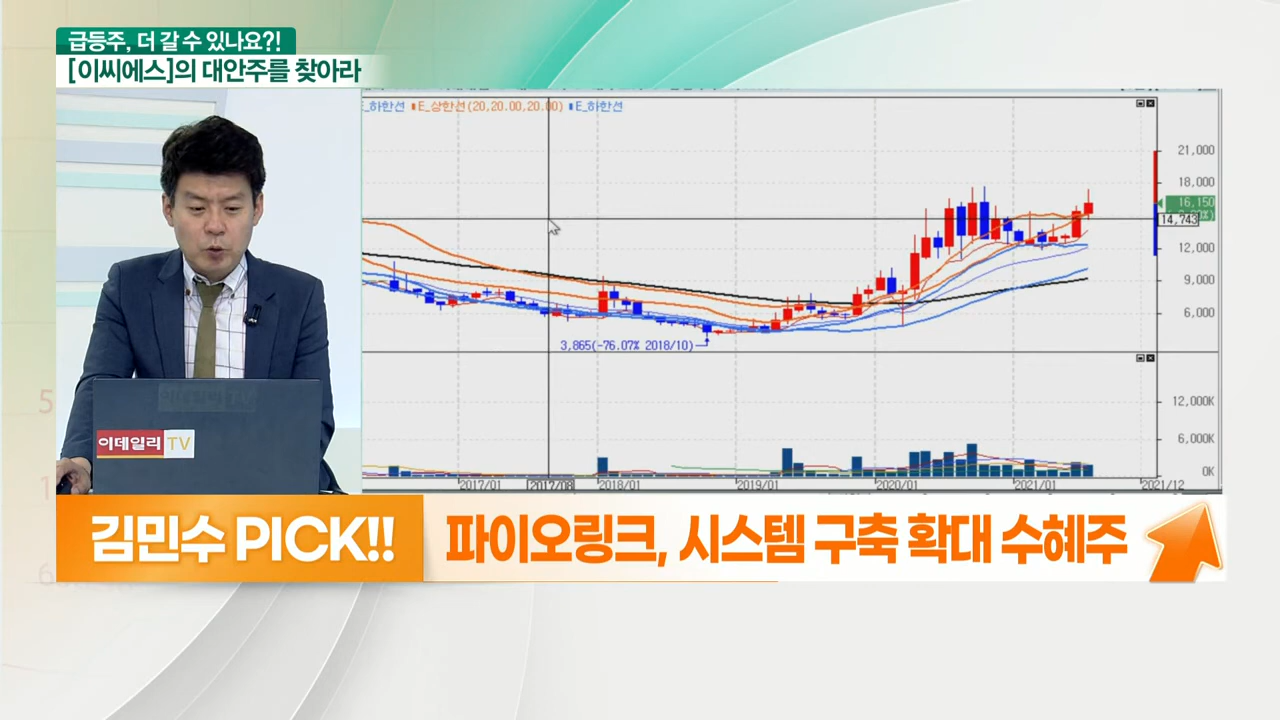 급등주, 더 갈 수 있나요?!
[이씨에스]의 대안주를 찾아라
E_하한선 E_상한선(20,20.00,20.00) E_하한선
21,000
18,000
16,150
14,743
12,000
9,000
6,000
3,865(-76.07% 2018/10)
12,000K
6,000K
0K
2017/01 2017/08 2018/01 2019/01 2020/01 2021/01 2021/12
이데일리 TV
김민수 PICK!!
파이오링크, 시스템 구축 확대 수혜주